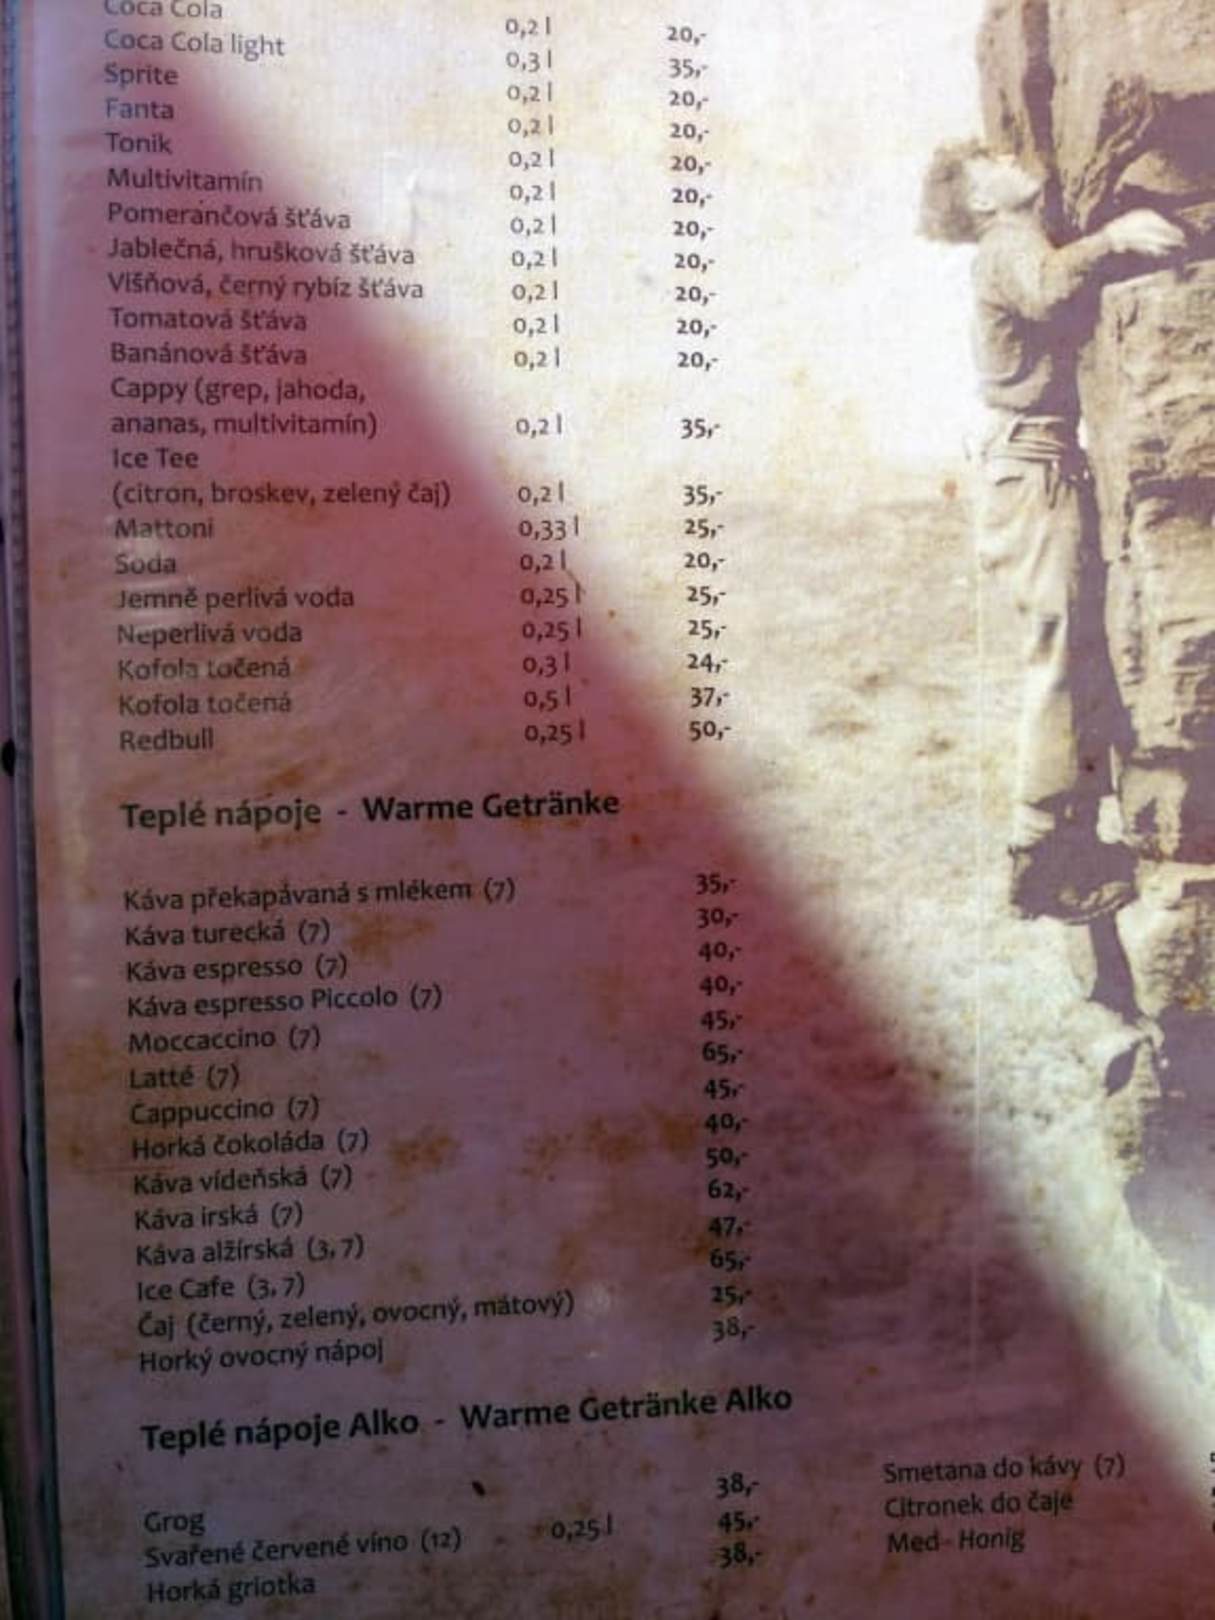 Coca Cola 0,2 l 20,-
Coca Cola light 0,3 l 35,-
Sprite 0,2 l 20,-
Fanta 0,2 l 20,-
Tonik 0,2 l 20,-
Multivitamín 0,2 l 20,-
Pomerančová šťáva 0,2 l 20,-
Jablečná, hrušková šťáva 0,2 l 20,-
Višňová, černý rybíz šťáva 0,2 l 20,-
Tomatová šťáva 0,2 l 20,-
Banánová šťáva 0,2 l 20,-
Cappy (grep, jahoda,
ananas, multivitamín) 0,2 l 35,-
Ice Tee
(citron, broskev, zelený čaj) 0,2 l 35,-
Mattoni 0,33 l 25,-
Soda 0,2 l 20,-
Jemně perlivá voda 0,25 l 25,-
Neperlivá voda 0,25 l 25,-
Kofola točená 0,3 l 24,-
Kofola točená 0,5 l 37,-
Redbull 0,25 l 50,-
Teplé nápoje - Warme Getränke
Káva překapávaná s mlékem (7) 35,-
Káva turecká (7) 30,-
Káva espresso (7) 40,-
Káva espresso Piccolo (7) 40,-
Moccaccino (7) 45,-
Latté (7) 65,-
Cappuccino (7) 45,-
Horká čokoláda (7) 40,-
Káva vídeňská (7) 50,-
Káva irská (7) 62,-
Káva alžírská (3,7) 47,-
Ice Cafe (3,7) 65,-
Čaj (černý, zelený, ovocný, mátový) 25,-
Horký ovocný nápoj 38,-
Teplé nápoje Alko - Warme Getränke Alko
Grog 38,-
Svařené červené víno (12) 0,25 l 45,-
Horká griotka 38,-
Smetana do kávy (7)
Citronek do čaje
Med - Honig